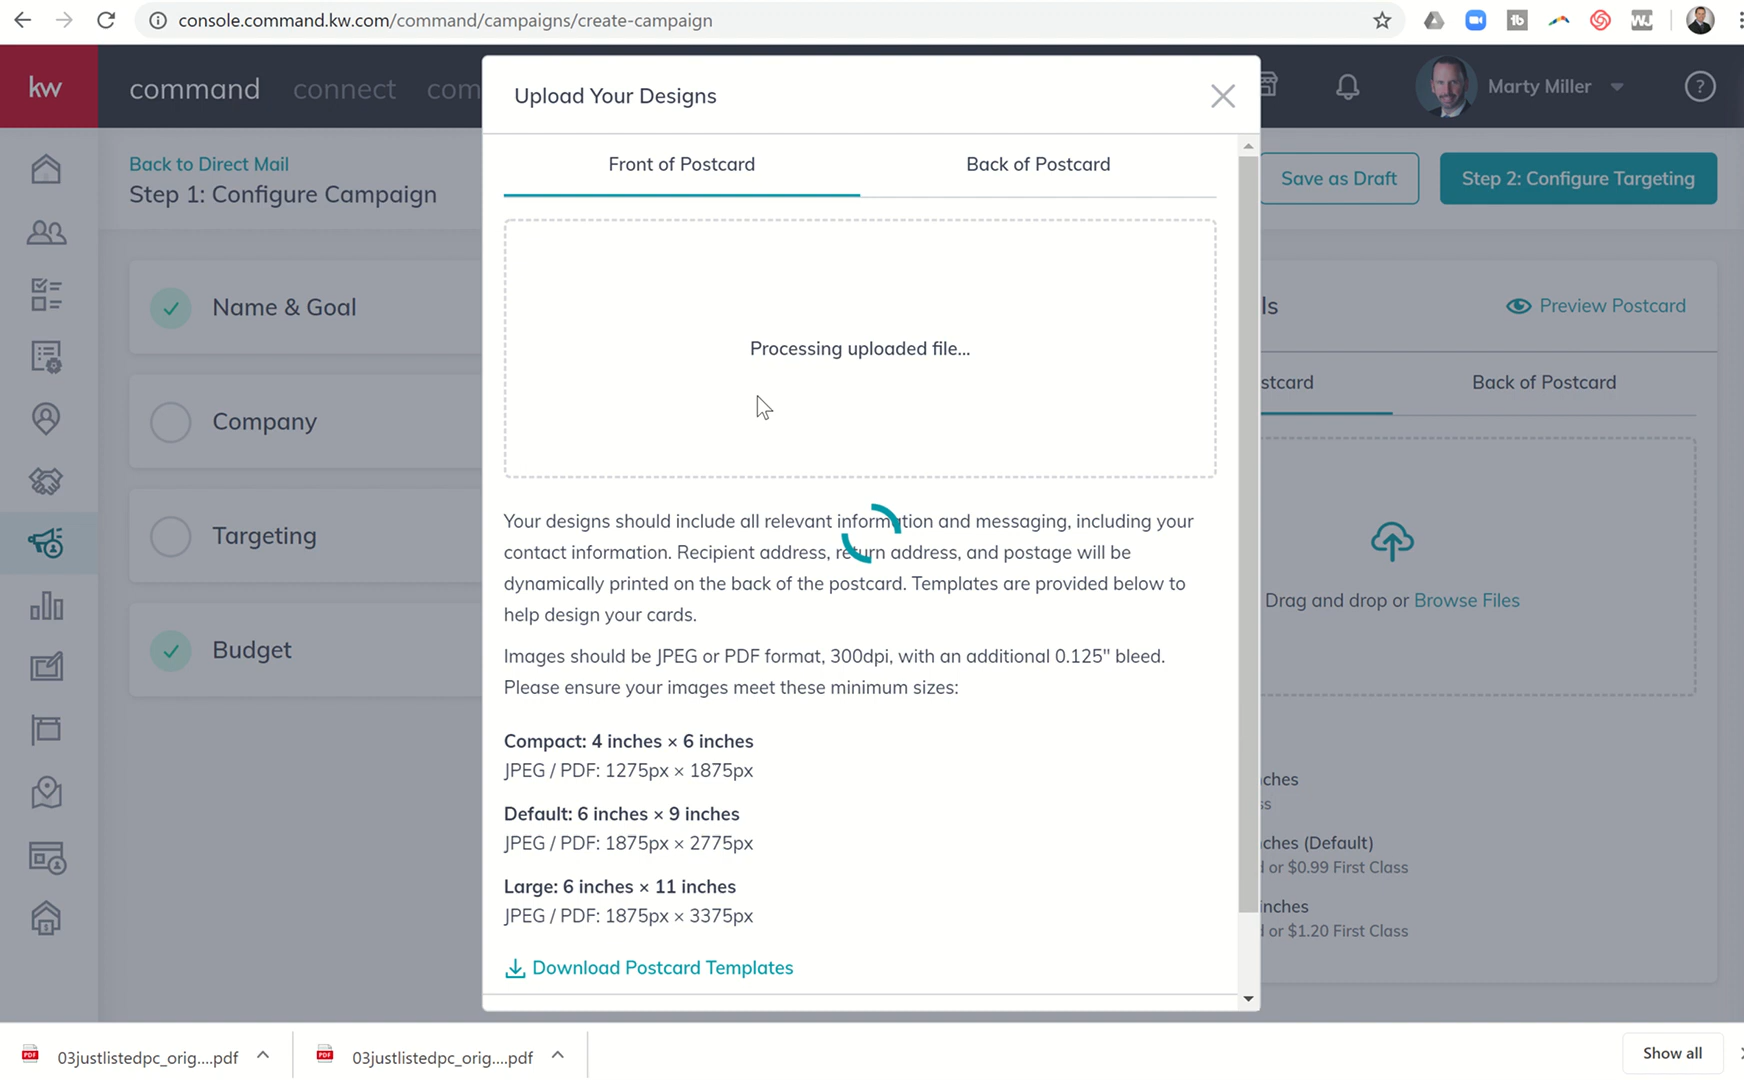 console.command.kw.com/command/campaigns/create-campaign
kw
command
connect
com
Marty Miller
Back to Direct Mail
Step 1: Configure Campaign
Save as Draft
Step 2: Configure Targeting
Name & Goal
Company
Targeting
Budget
Upload Your Designs
Front of Postcard
Back of Postcard
Processing uploaded file...
Your designs should include all relevant information and messaging, including your
contact information. Recipient address, return address, and postage will be
dynamically printed on the back of the postcard. Templates are provided below to
help design your cards.
Images should be JPEG or PDF format, 300dpi, with an additional 0.125" bleed.
Please ensure your images meet these minimum sizes:
Compact: 4 inches × 6 inches
JPEG / PDF: 1275px × 1875px
Default: 6 inches × 9 inches
JPEG / PDF: 1875px × 2775px
Large: 6 inches × 11 inches
JPEG / PDF: 1875px × 3375px
Download Postcard Templates
ls
Preview Postcard
stcard
Back of Postcard
Drag and drop or Browse Files
ches
ss
ches (Default)
d or $0.99 First Class
inches
d or $1.20 First Class
03justlistedpc_orig....pdf
03justlistedpc_orig....pdf
Show all